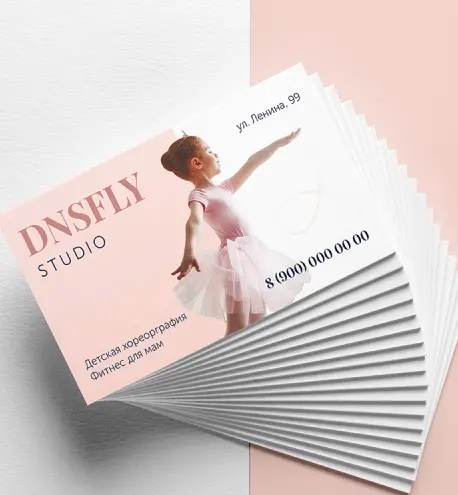 DNSFLY
STUDIO
ул. Ленина, 99
8 (900) 000 00 00
Детская хореография
Фитнес для мам